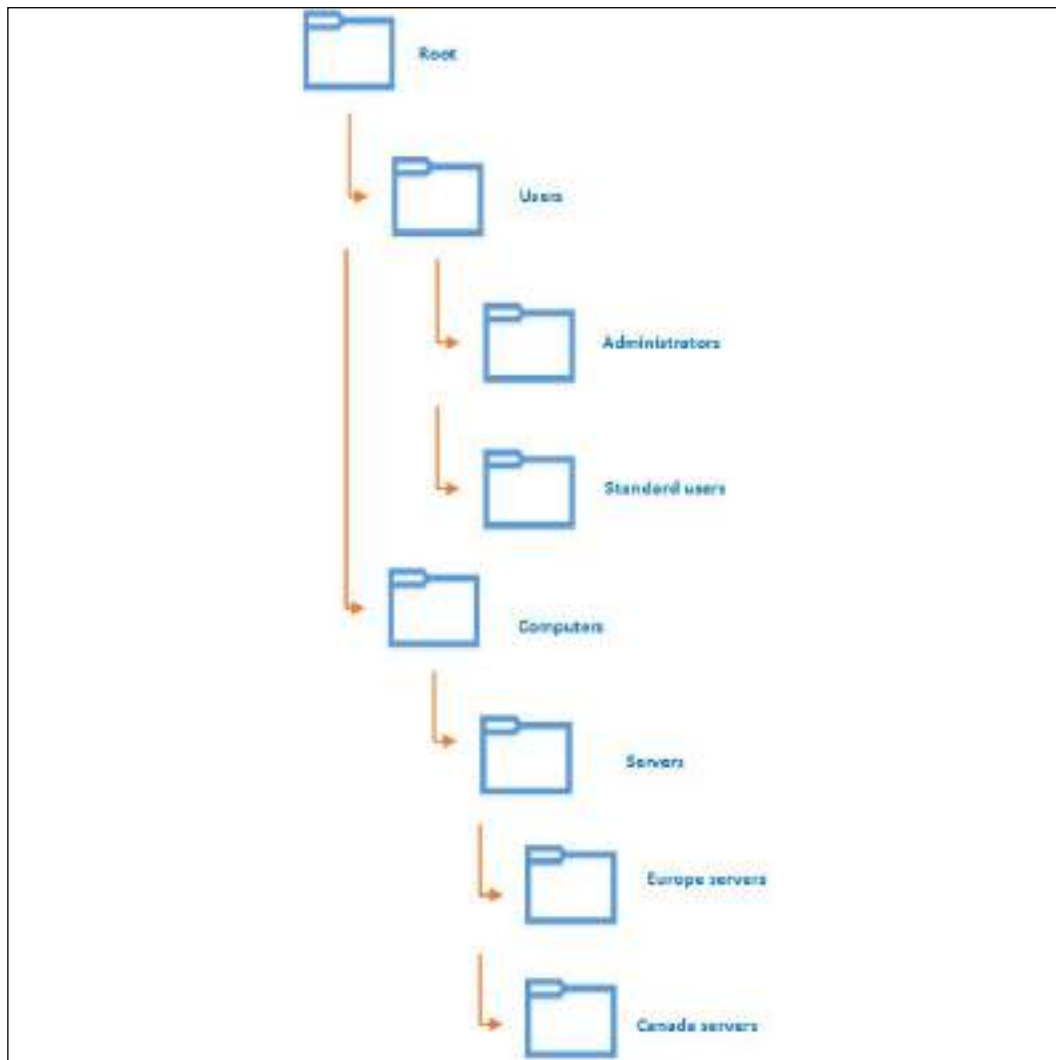 Root
Users
Administrators
Standard users
Computers
Servers
Europe servers
Canada servers